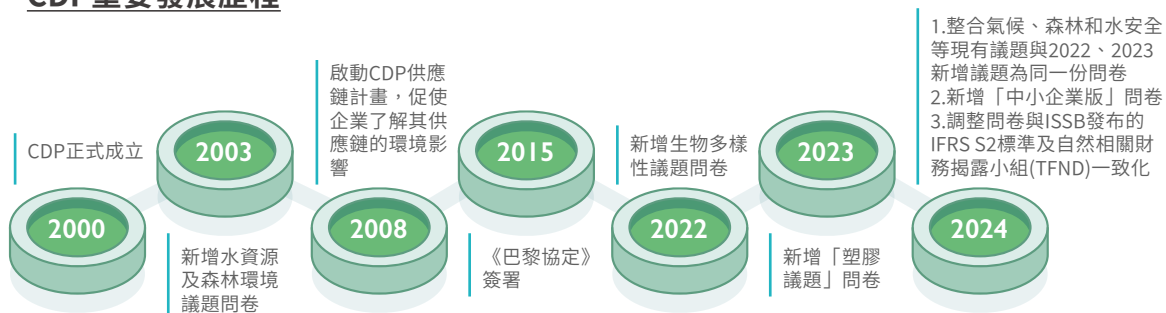 CDP重要發展歷程
CDP正式成立
2000
2003
新增水資源
及森林環境
議題問卷
啟動CDP供應
鏈計畫，促使
企業了解其供
應鏈的環境影
響
2008
2015
《巴黎協定》
簽署
新增生物多樣
性議題問卷
2022
2023
新增「塑膠
議題」問卷
1.整合氣候、森林和水安全
等現有議題與2022、2023
新增議題為同一份問卷
2.新增「中小企業版」問卷
3.調整問卷與ISSB發布的
IFRS S2標準及自然相關財
務揭露小組(TFND)一致化
2024